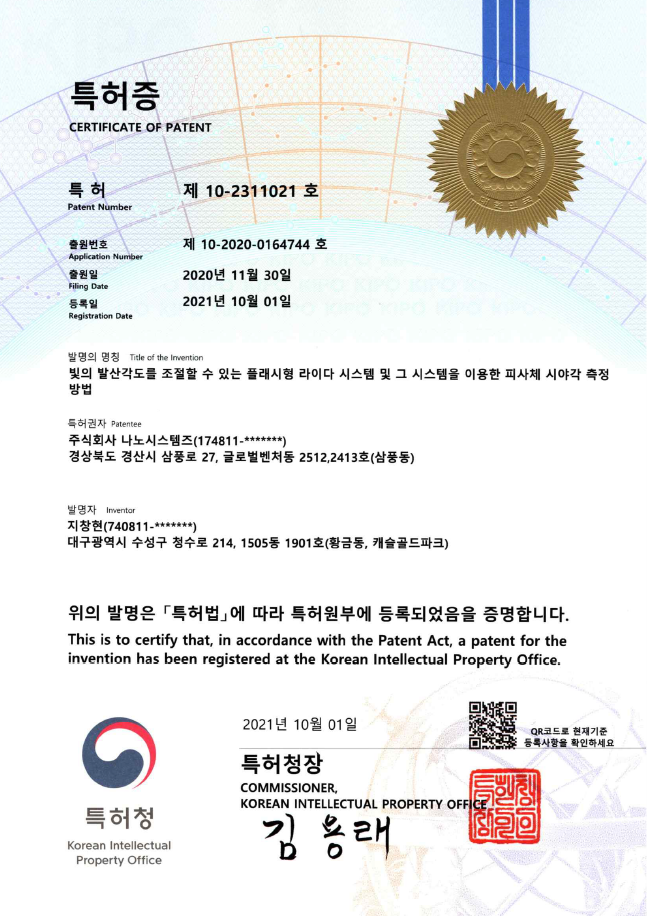 특허증
CERTIFICATE OF PATENT
특 허 제 10-2311021 호
Patent Number
출원번호 제 10-2020-0164744 호
Application Number
출원일 2020년 11월 30일
Filing Date
등록일 2021년 10월 01일
Registration Date
발명의 명칭 Title of the Invention
빛의 발산각도를 조절할 수 있는 플래시형 라이다 시스템 및 그 시스템을 이용한 피사체 시야각 측정
방법
특허권자 Patentee
주식회사 나노시스템즈(174811-*******)
경상북도 경산시 삼풍로 27, 글로벌벤처동 2512,2413호(삼풍동)
발명자 Inventor
지창현(740811-*******)
대구광역시 수성구 청수로 214, 1505동 1901호(황금동, 캐슬골드파크)
위의 발명은 「특허법」에 따라 특허원부에 등록되었음을 증명합니다.
This is to certify that, in accordance with the Patent Act, a patent for the
invention has been registered at the Korean Intellectual Property Office.
2021년 10월 01일
QR코드로 현재기준
등록사항을 확인하세요
특허청장
COMMISSIONER,
KOREAN INTELLECTUAL PROPERTY OFFICE
김용래
특허청
Korean Intellectual
Property Office